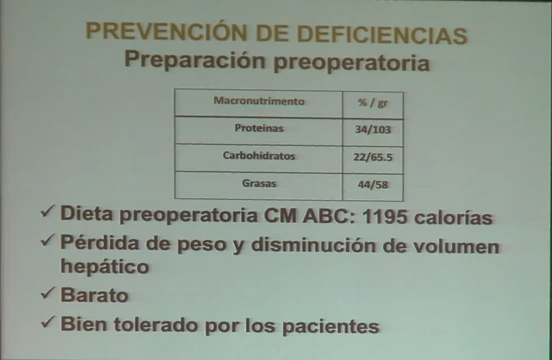 PREVENCIÓN DE DEFICIENCIAS
Preparación preoperatoria
Macronutrimento % / gr
Proteínas 34/103
Carbohidratos 22/65.5
Grasas 44/58
✓ Dieta preoperatoria CM ABC: 1195 calorías
✓ Pérdida de peso y disminución de volumen
hepático
✓ Barato
✓ Bien tolerado por los pacientes